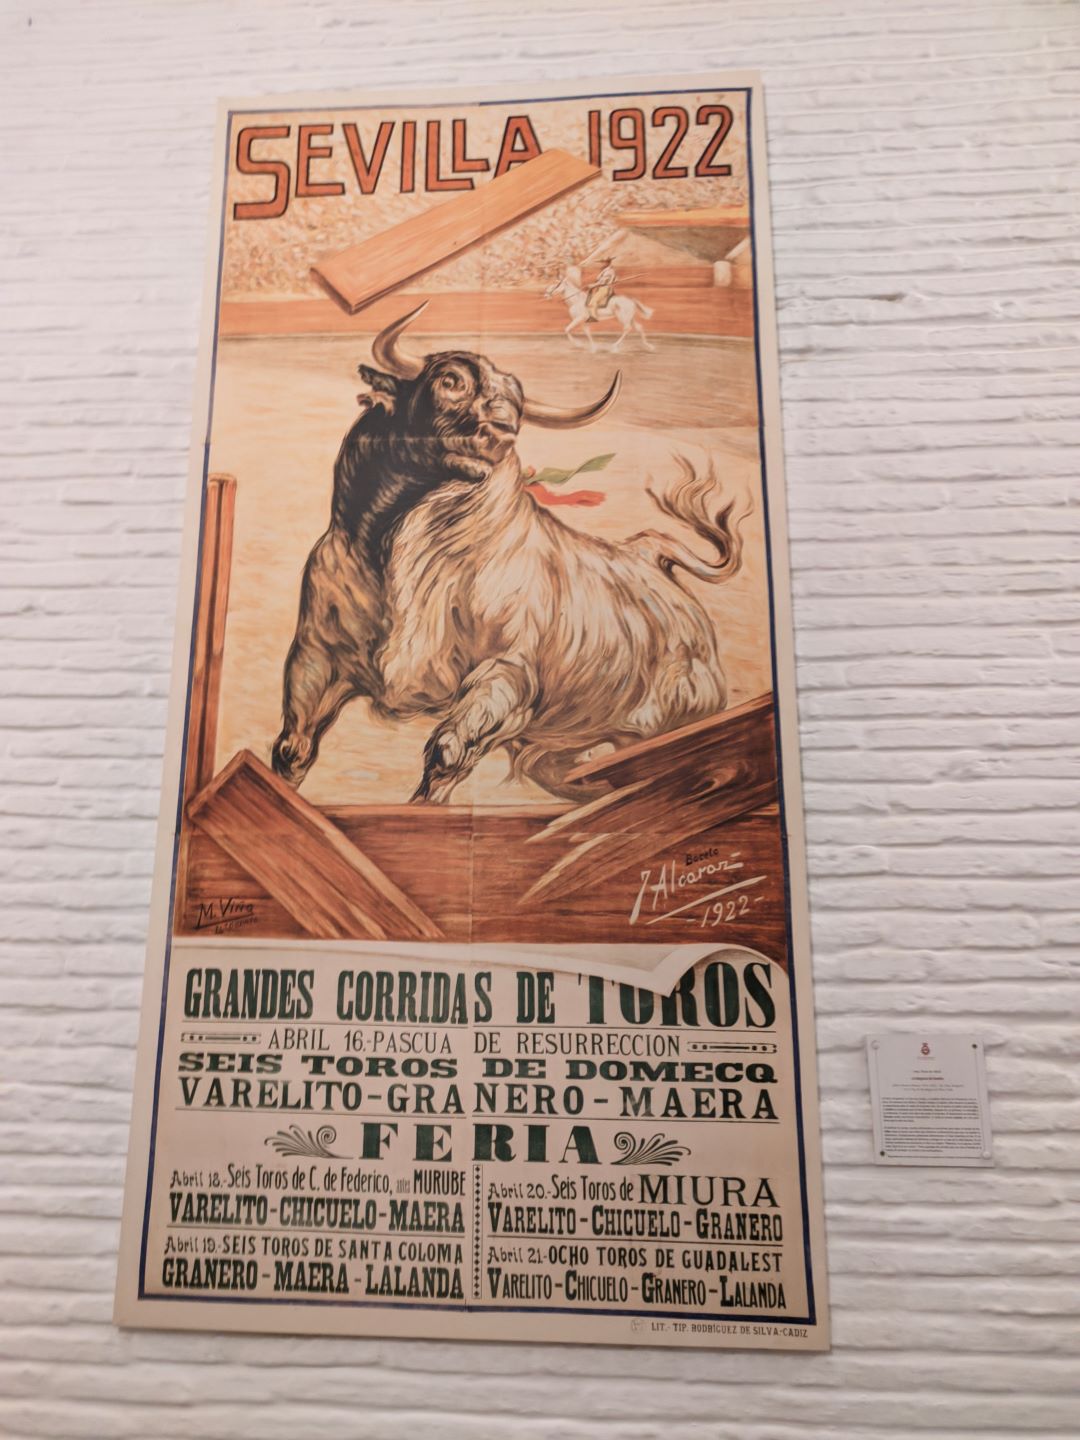 SEVILLA 1922
Boceto
J Alcaraz
-1922-
M. Viña
GRANDES CORRIDAS DE TOROS
ABRIL 16.-PASCUA DE RESURRECCION
SEIS TOROS DE DOMECQ
VARELITO-GRANERO-MAERA
FERIA
Abril 18.-Seis Toros de C. de Federico, antes MURUBE
VARELITO-CHICUELO-MAERA
Abril 19.-SEIS TOROS DE SANTA COLOMA
GRANERO-MAERA-LALANDA
Abril 20.-Seis Toros de MIURA
VARELITO-CHICUELO-GRANERO
Abril 21.-OCHO TOROS DE GUADALEST
VARELITO-CHICUELO-GRANERO-LALANDA
LIT.- TIP. RODRÍGUEZ DE SILVA-CADIZ